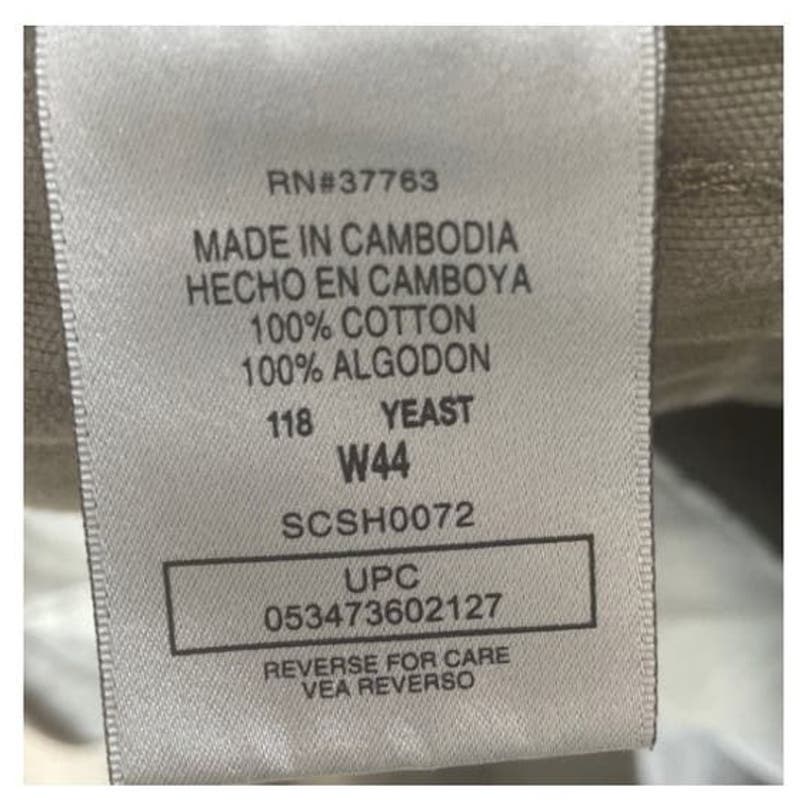 RN#37763
MADE IN CAMBODIA
HECHO EN CAMBOYA
100% COTTON
100% ALGODON
118 YEAST
W44
SCSH0072
UPC
053473602127
REVERSE FOR CARE
VEA REVERSO